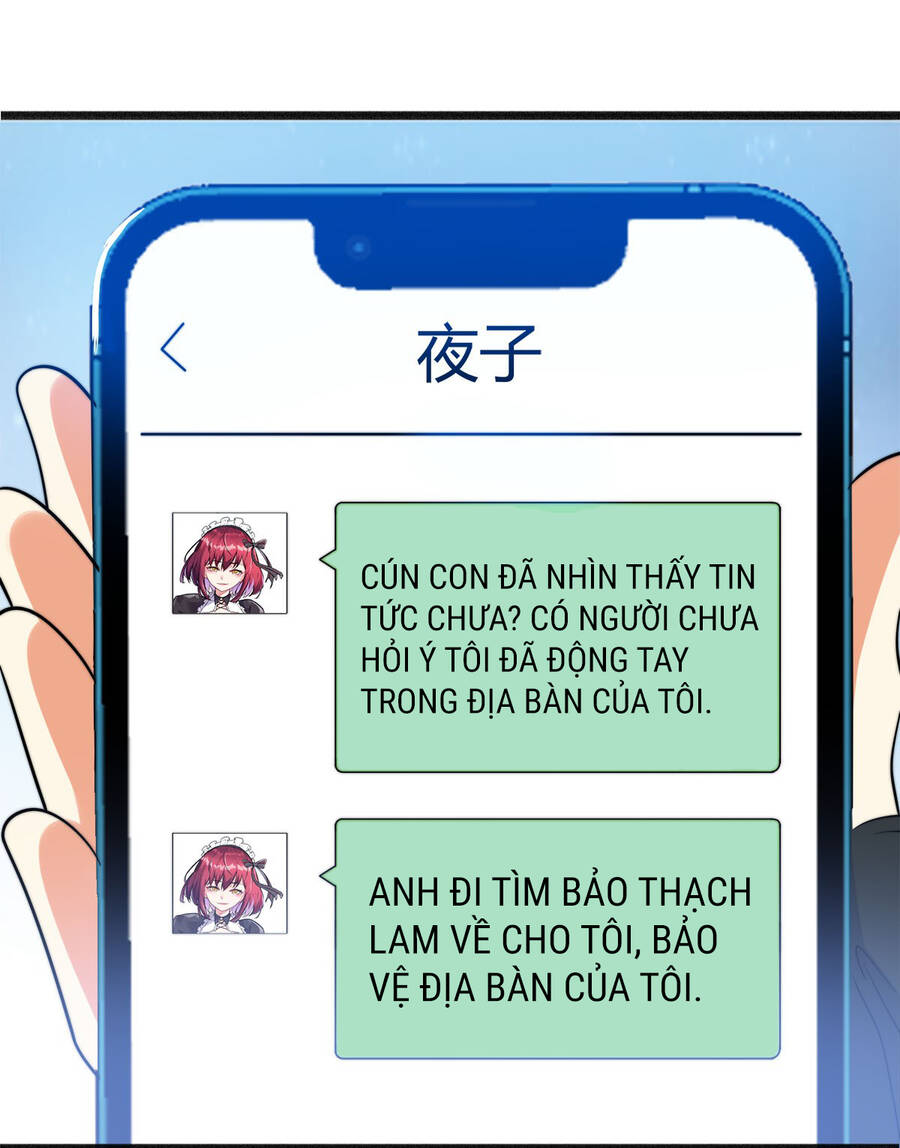 夜子
CÚN CON ĐÃ NHÌN THẤY TIN
TỨC CHƯA? CÓ NGƯỜI CHƯA
HỎI Ý TÔI ĐÃ ĐỘNG TAY
TRONG ĐỊA BÀN CỦA TÔI.
ANH ĐI TÌM BẢO THẠCH
LAM VỀ CHO TÔI, BẢO
VỆ ĐỊA BÀN CỦA TÔI.